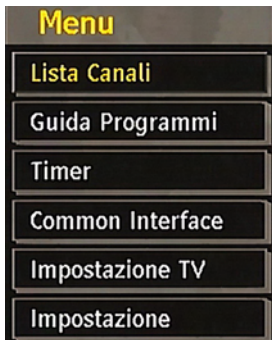 Menu
Lista Canali
Guida Programmi
Timer
Common Interface
Impostazione TV
Impostazione